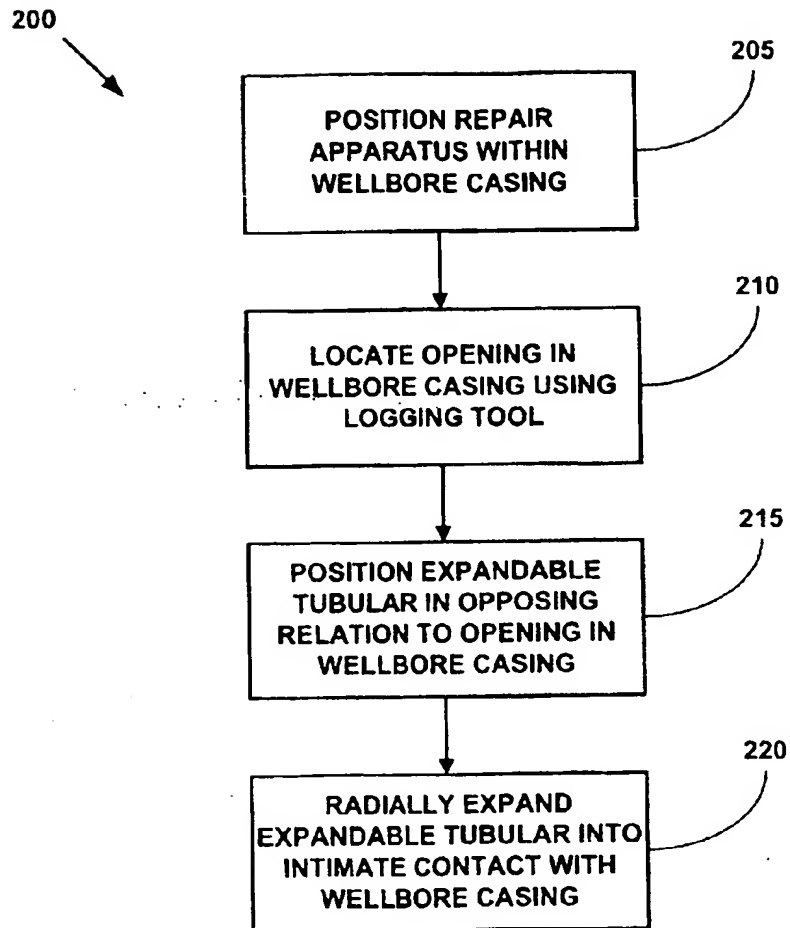 200
205
POSITION REPAIR
APPARATUS WITHIN
WELLBORE CASING
210
LOCATE OPENING IN
WELLBORE CASING USING
LOGGING TOOL
215
POSITION EXPANDABLE
TUBULAR IN OPPOSING
RELATION TO OPENING IN
WELLBORE CASING
220
RADIALLY EXPAND
EXPANDABLE TUBULAR INTO
INTIMATE CONTACT WITH
WELLBORE CASING